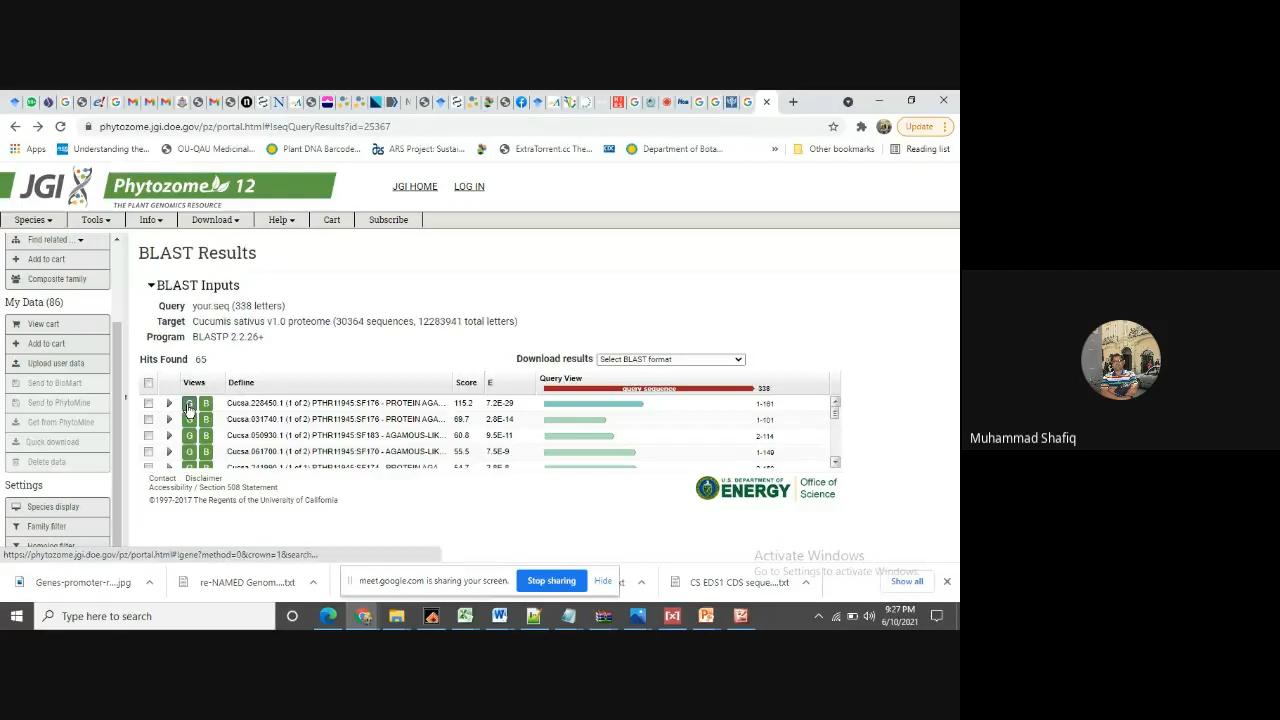 phytozome.jgi.doe.gov/pz/portal.html#!seqQueryResults?id=25367
Update
Apps
Understanding the...
OU-QAU Medicinal...
Plant DNA Barcode...
ARS Project: Sustai...
ExtraTorrent.cc The...
Department of Bota...
Other bookmarks
Reading list
JGI
Phytozome 12
THE PLANT GENOMICS RESOURCE
JGI HOME LOG IN
Species Tools Info Download Help Cart Subscribe
Find related ...
Add to cart
Composite family
My Data (86)
View cart
Add to cart
Upload user data
Send to BioMart
Send to PhytoMine
Get from PhytoMine
Quick download
Delete data
Settings
Species display
Family filter
BLAST Results
BLAST Inputs
Query your.seq (338 letters)
Target Cucumis sativus v1.0 proteome (30364 sequences, 12283941 total letters)
Program BLASTP 2.2.26+
Hits Found 65
Download results Select BLAST format
Views Defline Score E Query View
query sequence 338
G B Cucsa.228450.1 (1 of 2) PTHR11945:SF176 - PROTEIN AGA... 115.2 7.2E-29 1-161
G B Cucsa.031740.1 (1 of 2) PTHR11945:SF176 - PROTEIN AGA... 69.7 2.8E-14 1-101
G B Cucsa.050930.1 (1 of 2) PTHR11945:SF183 - AGAMOUS-LIK... 60.8 9.5E-11 2-114
G B Cucsa.061700.1 (1 of 2) PTHR11945:SF170 - AGAMOUS-LIK... 55.5 7.5E-9 1-149
Contact Disclaimer
Accessibility / Section 508 Statement
©1997-2017 The Regents of the University of California
U.S. DEPARTMENT OF
ENERGY
Office of
Science
https://phytozome.jgi.doe.gov/pz/portal.html#!gene?method=0&crown=1&search...
Activate Windows
Go to Settings to activate Windows.
Genes-promoter-r....jpg
re-NAMED Genom...txt
meet.google.com is sharing your screen.
Stop sharing
Hide
CS EDS1 CDS seque...txt
Show all
Type here to search
9:27 PM
6/10/2021
Muhammad Shafiq